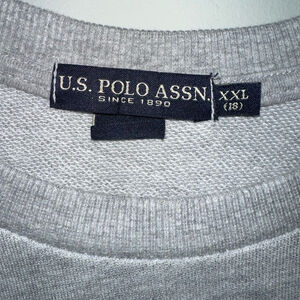 U.S. POLO ASSN.
SINCE 1890
XXL
(18)